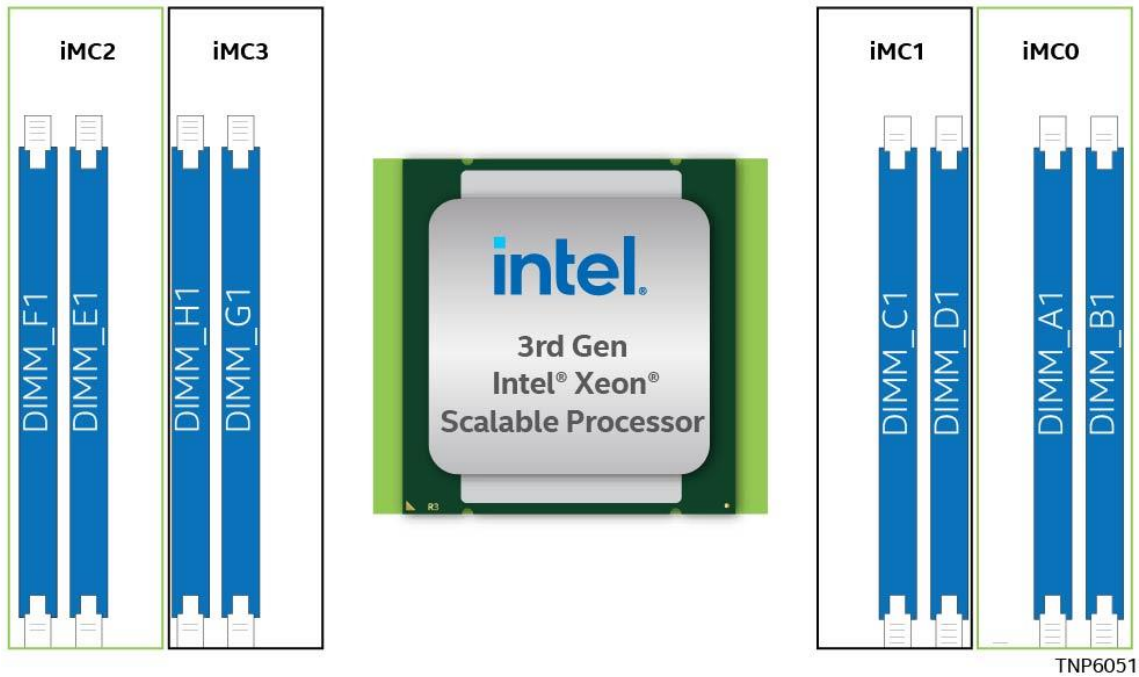 iMC2
iMC3
iMC1
iMC0
DIMM_F1
DIMM_E1
DIMM_H1
DIMM_G1
intel®
3rd Gen
Intel® Xeon®
Scalable Processor
R3
DIMM_C1
DIMM_D1
DIMM_A1
DIMM_B1
TNP6051